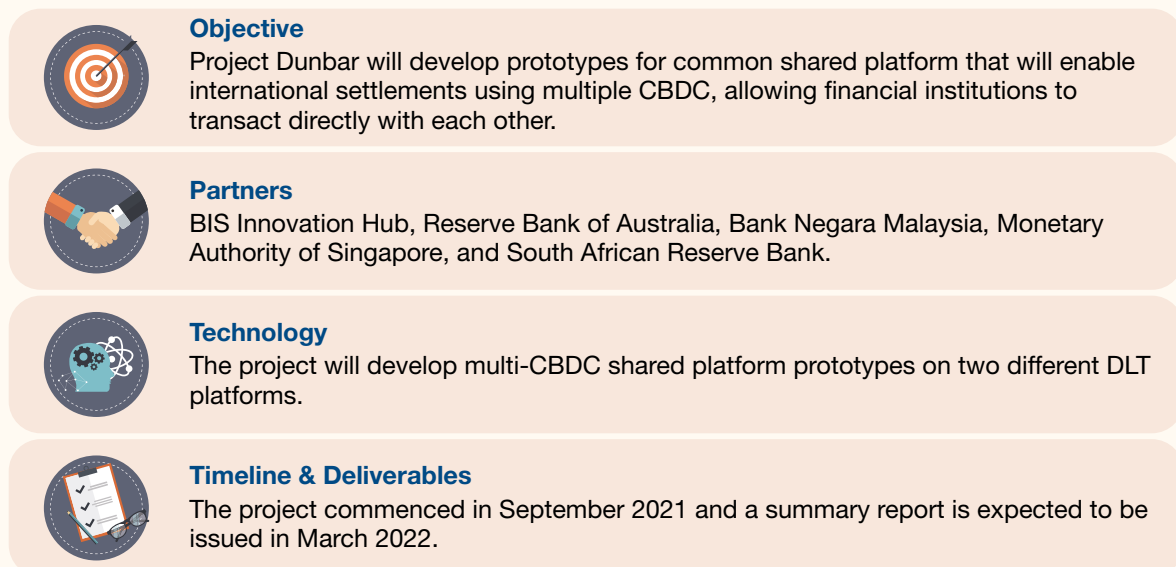 Objective
Project Dunbar will develop prototypes for common shared platform that will enable
international settlements using multiple CBDC, allowing financial institutions to
transact directly with each other.
Partners
BIS Innovation Hub, Reserve Bank of Australia, Bank Negara Malaysia, Monetary
Authority of Singapore, and South African Reserve Bank.
Technology
The project will develop multi-CBDC shared platform prototypes on two different DLT
platforms.
Timeline & Deliverables
The project commenced in September 2021 and a summary report is expected to be
issued in March 2022.